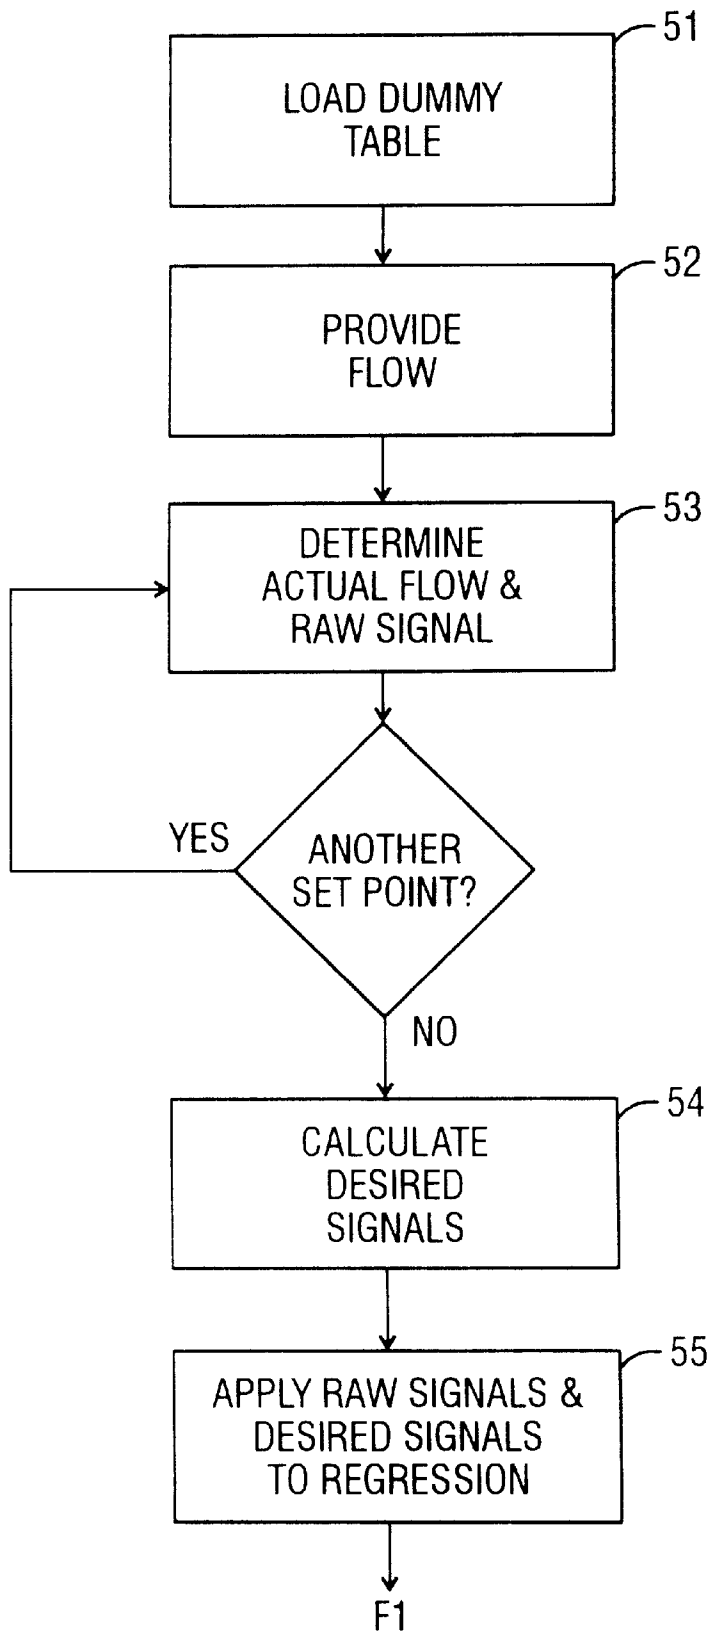 51
LOAD DUMMY
TABLE
52
PROVIDE
FLOW
53
DETERMINE
ACTUAL FLOW &
RAW SIGNAL
YES
ANOTHER
SET POINT?
NO
54
CALCULATE
DESIRED
SIGNALS
55
APPLY RAW SIGNALS &
DESIRED SIGNALS
TO REGRESSION
F1